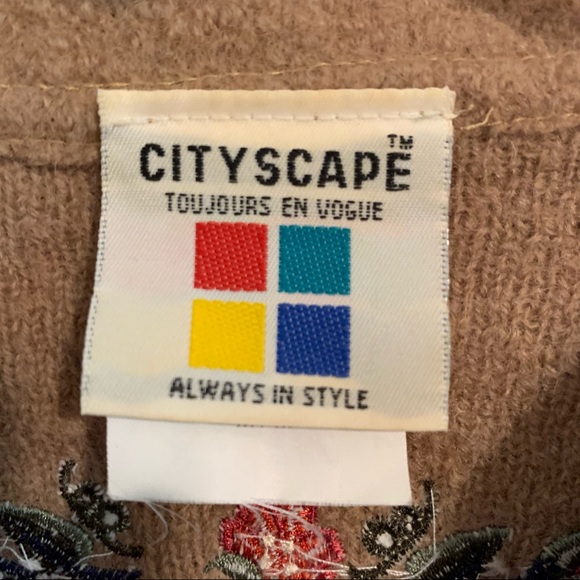 CITYSCAPE™
TOUJOURS EN VOGUE
ALWAYS IN STYLE